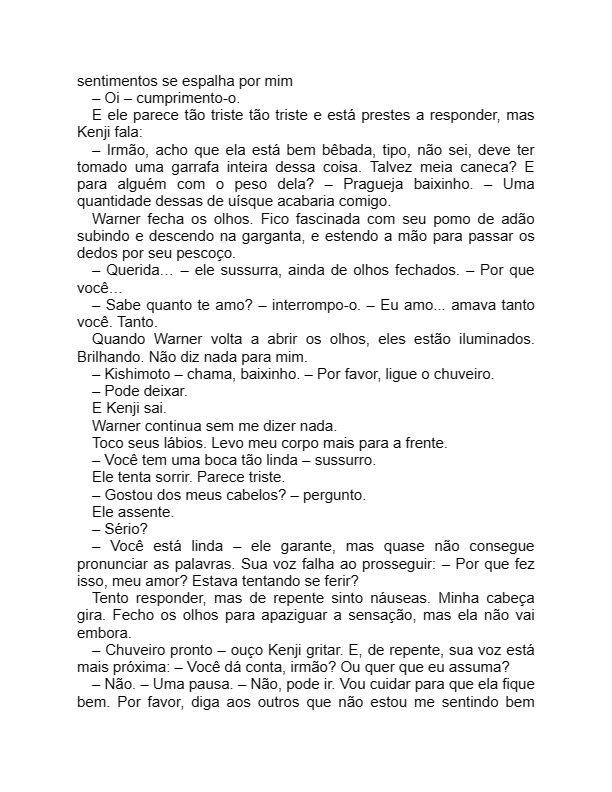 sentimentos se espalha por mim
– Oi – cumprimento-o.
E ele parece tão triste tão triste e está prestes a responder, mas
Kenji fala:
– Irmão, acho que ela está bem bêbada, tipo, não sei, deve ter
tomado uma garrafa inteira dessa coisa. Talvez meia caneca? E
para alguém com o peso dela? – Pragueja baixinho. – Uma
quantidade dessas de uísque acabaria comigo.
Warner fecha os olhos. Fico fascinada com seu pomo de adão
subindo e descendo na garganta, e estendo a mão para passar os
dedos por seu pescoço.
– Querida… – ele sussurra, ainda de olhos fechados. – Por que
você…
– Sabe quanto te amo? – interrompo-o. – Eu amo... amava tanto
você. Tanto.
Quando Warner volta a abrir os olhos, eles estão iluminados.
Brilhando. Não diz nada para mim.
– Kishimoto – chama, baixinho. – Por favor, ligue o chuveiro.
– Pode deixar.
E Kenji sai.
Warner continua sem me dizer nada.
Toco seus lábios. Levo meu corpo mais para a frente.
– Você tem uma boca tão linda – sussurro.
Ele tenta sorrir. Parece triste.
– Gostou dos meus cabelos? – pergunto.
Ele assente.
– Sério?
– Você está linda – ele garante, mas quase não consegue
pronunciar as palavras. Sua voz falha ao prosseguir: – Por que fez
isso, meu amor? Estava tentando se ferir?
Tento responder, mas de repente sinto náuseas. Minha cabeça
gira. Fecho os olhos para apaziguar a sensação, mas ela não vai
embora.
– Chuveiro pronto – ouço Kenji gritar. E, de repente, sua voz está
mais próxima: – Você dá conta, irmão? Ou quer que eu assuma?
– Não. – Uma pausa. – Não, pode ir. Vou cuidar para que ela fique
bem. Por favor, diga aos outros que não estou me sentindo bem